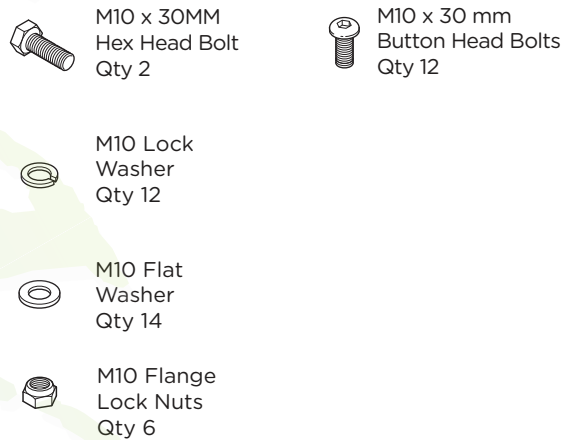 M10 x 30MM
Hex Head Bolt
Qty 2
M10 x 30 mm
Button Head Bolts
Qty 12
M10 Lock
Washer
Qty 12
M10 Flat
Washer
Qty 14
M10 Flange
Lock Nuts
Qty 6